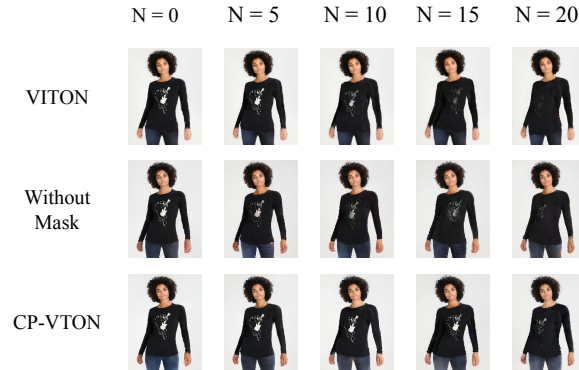 N = 0 N = 5 N = 10 N = 15 N = 20
VITON
Without
Mask
CP-VTON